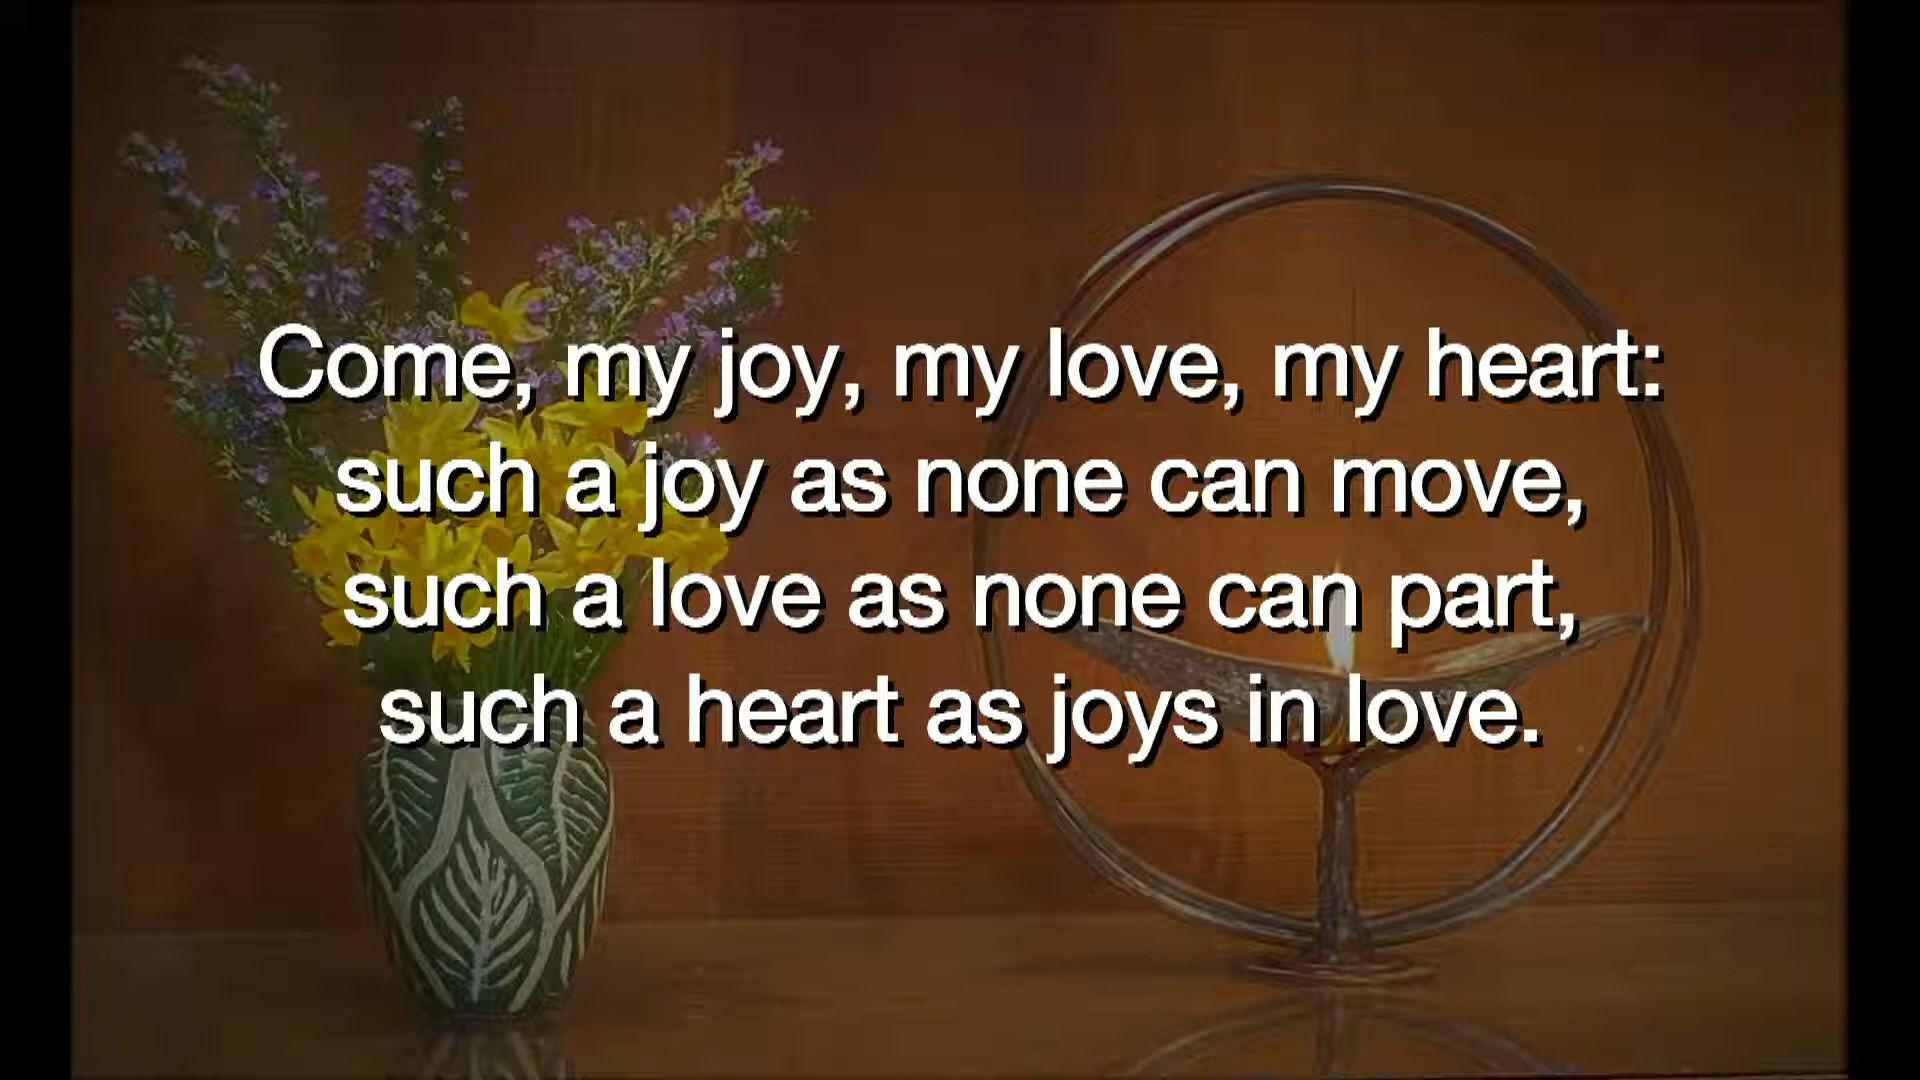 Come, my joy, my love, my heart:
such a joy as none can move,
such a love as none can part,
such a heart as joys in love.